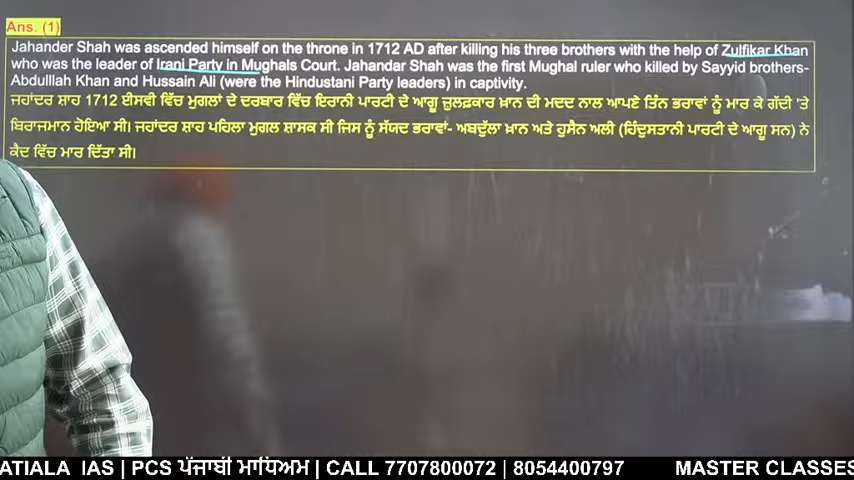 Ans. (1)
Jahander Shah was ascended himself on the throne in 1712 AD after killing his three brothers with the help of Zulfikar Khan
who was the leader of Irani Party in Mughals Court. Jahandar Shah was the first Mughal ruler who killed by Sayyid brothers-
Abdulllah Khan and Hussain Ali (were the Hindustani Party leaders) in captivity.
ਜਹਾਂਦਰ ਸ਼ਾਹ 1712 ਈਸਵੀ ਵਿੱਚ ਮੁਗਲਾਂ ਦੇ ਦਰਬਾਰ ਵਿੱਚ ਇਰਾਨੀ ਪਾਰਟੀ ਦੇ ਆਗੂ ਜ਼ੁਲਫ਼ਕਾਰ ਖ਼ਾਨ ਦੀ ਮਦਦ ਨਾਲ ਆਪਣੇ ਤਿੰਨ ਭਰਾਵਾਂ ਨੂੰ ਮਾਰ ਕੇ ਗੱਦੀ 'ਤੇ
ਬਿਰਾਜਮਾਨ ਹੋਇਆ ਸੀ। ਜਹਾਂਦਰ ਸ਼ਾਹ ਪਹਿਲਾ ਮੁਗਲ ਸ਼ਾਸਕ ਸੀ ਜਿਸ ਨੂੰ ਸੱਯਦ ਭਰਾਵਾਂ- ਅਬਦੁੱਲਾ ਖ਼ਾਨ ਅਤੇ ਹੁਸੈਨ ਅਲੀ (ਹਿੰਦੁਸਤਾਨੀ ਪਾਰਟੀ ਦੇ ਆਗੂ ਸਨ) ਨੇ
ਕੈਦ ਵਿੱਚ ਮਾਰ ਦਿੱਤਾ ਸੀ।
ATIALA IAS | PCS ਪੰਜਾਬੀ ਮਾਧਿਅਮ | CALL 7707800072 | 8054400797 MASTER CLASSES